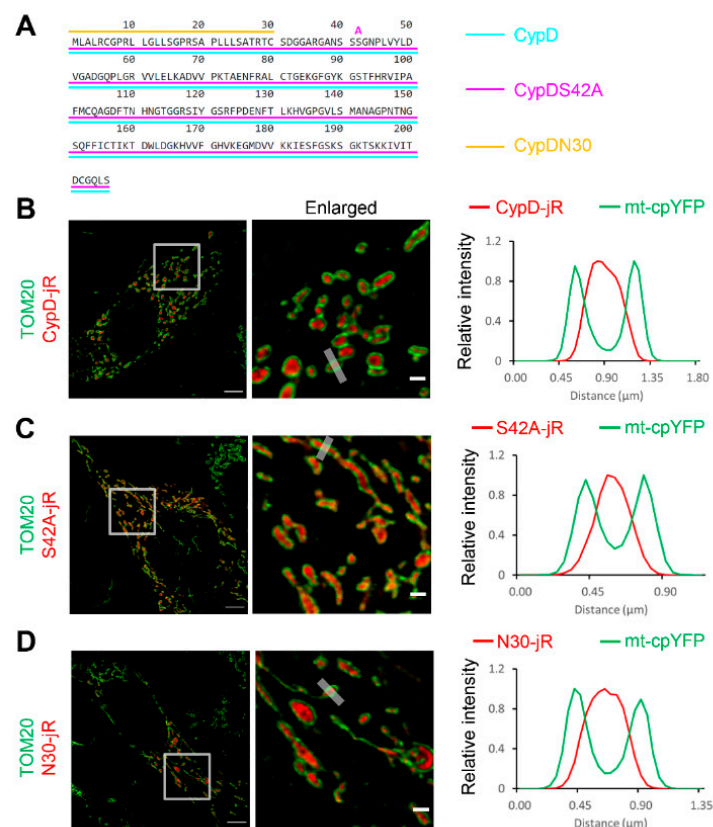 A
10 20 30 40 50
A
MLALRCGPRL LGLLSGPRSA PLLLSATRTC SDGGARGANS SSGNPLVYLD
60 70 80 90 100
VGADGQPLGR VVLELKADVV PKTAENFRAL CTGEKGFGYK GSTFHRVIPA
110 120 130 140 150
FMCQAGDFTN HNGTGGRSIY GSRFPDENFT LKHVGPGVLS MANAGPNTNG
160 170 180 190 200
SQFFICTIKT DWLDGKHVVF GHVKEGMDVV KKIESFGSKS GKTSKKIVIT
DCGQLS
CypD
CypDS42A
CypDN30
B
Enlarged
TOM20
CypD-jR
CypD-jR mt-cpYFP
Relative intensity
1.2
0.8
0.4
0
0.00 0.45 0.90 1.35 1.80
Distance (µm)
C
TOM20
S42A-jR
S42A-jR mt-cpYFP
Relative intensity
1.2
0.8
0.4
0
0.00 0.45 0.90
Distance (µm)
D
TOM20
N30-jR
N30-jR mt-cpYFP
Relative intensity
1.2
0.8
0.4
0
0.00 0.45 0.90 1.35
Distance (µm)